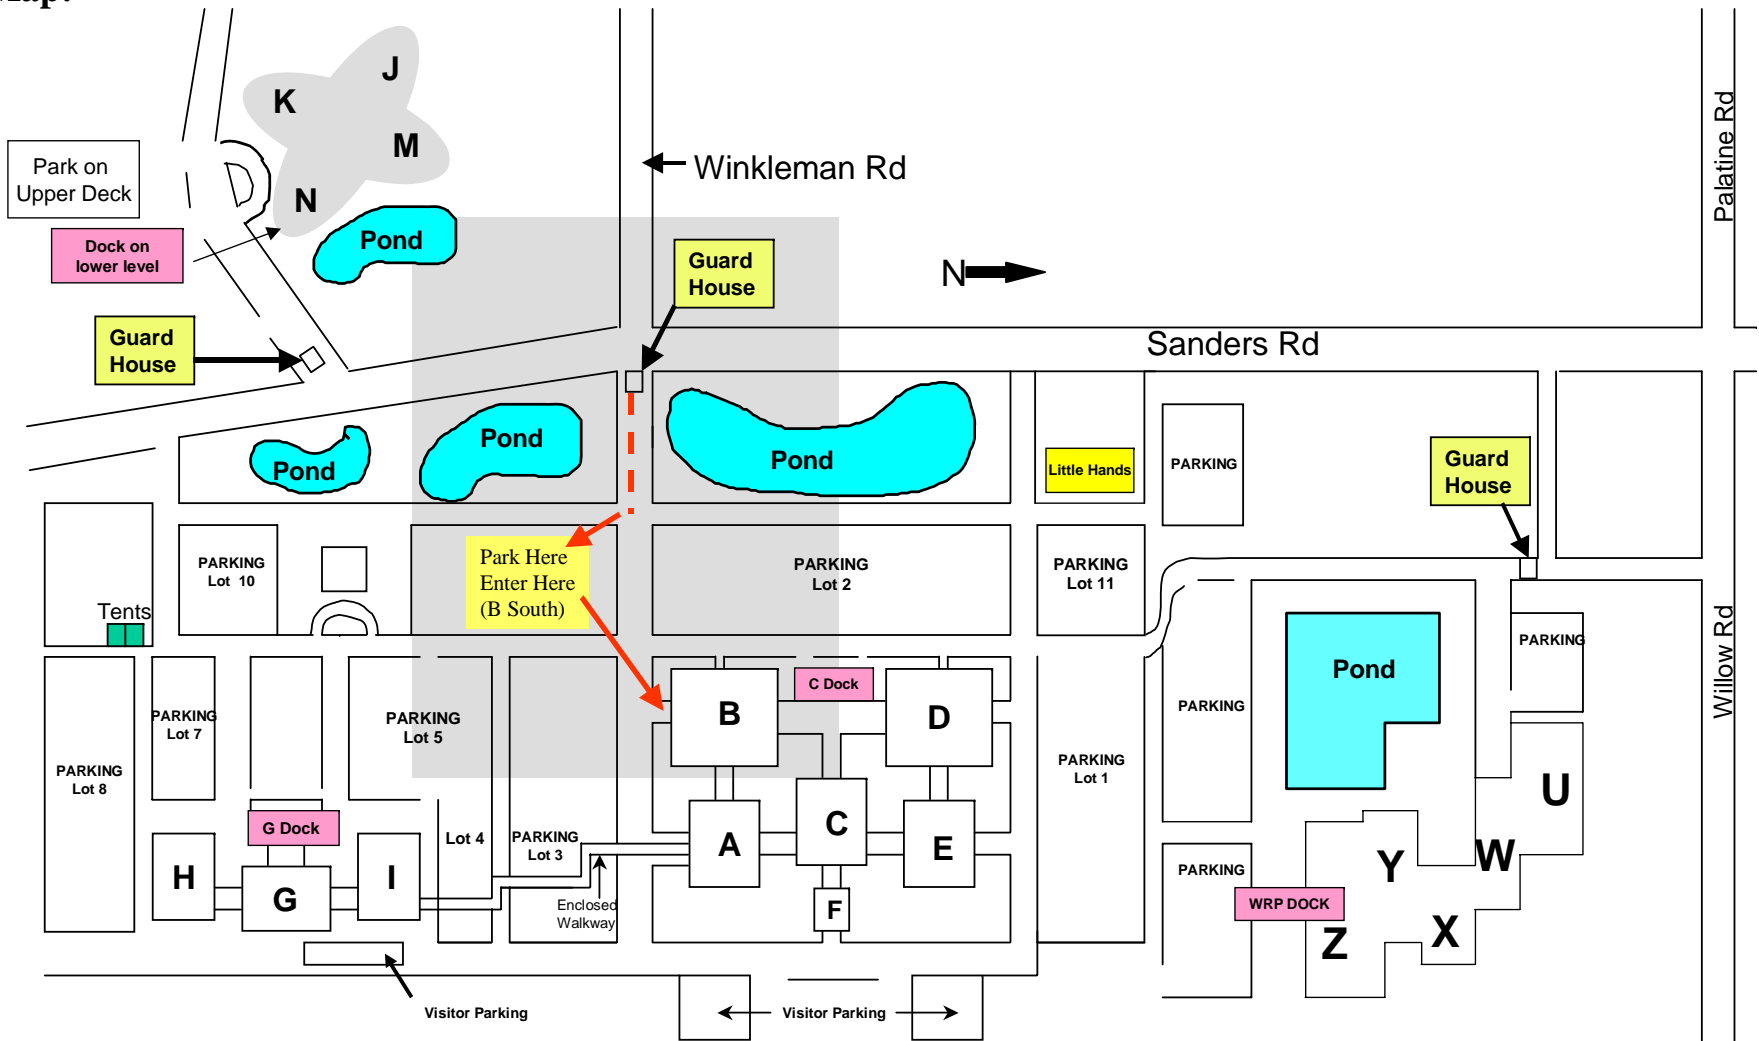 Map:
J
K
M
N
Park on
Upper Deck
Dock on
lower level
Pond
Winkleman Rd
Palatine Rd
Guard
House
N
Guard
House
Sanders Rd
Pond
Pond
Pond
Little Hands
PARKING
Guard
House
PARKING
Lot 10
Park Here
Enter Here
(B South)
PARKING
Lot 2
PARKING
Lot 11
Tents
PARKING
Pond
Willow Rd
C Dock
B
D
PARKING
Lot 7
PARKING
Lot 5
PARKING
PARKING
Lot 8
PARKING
Lot 1
U
G Dock
Lot 4
PARKING
Lot 3
A
C
E
H
I
G
Y
W
PARKING
Enclosed
Walkway
F
WRP DOCK
Z
X
Visitor Parking
Visitor Parking